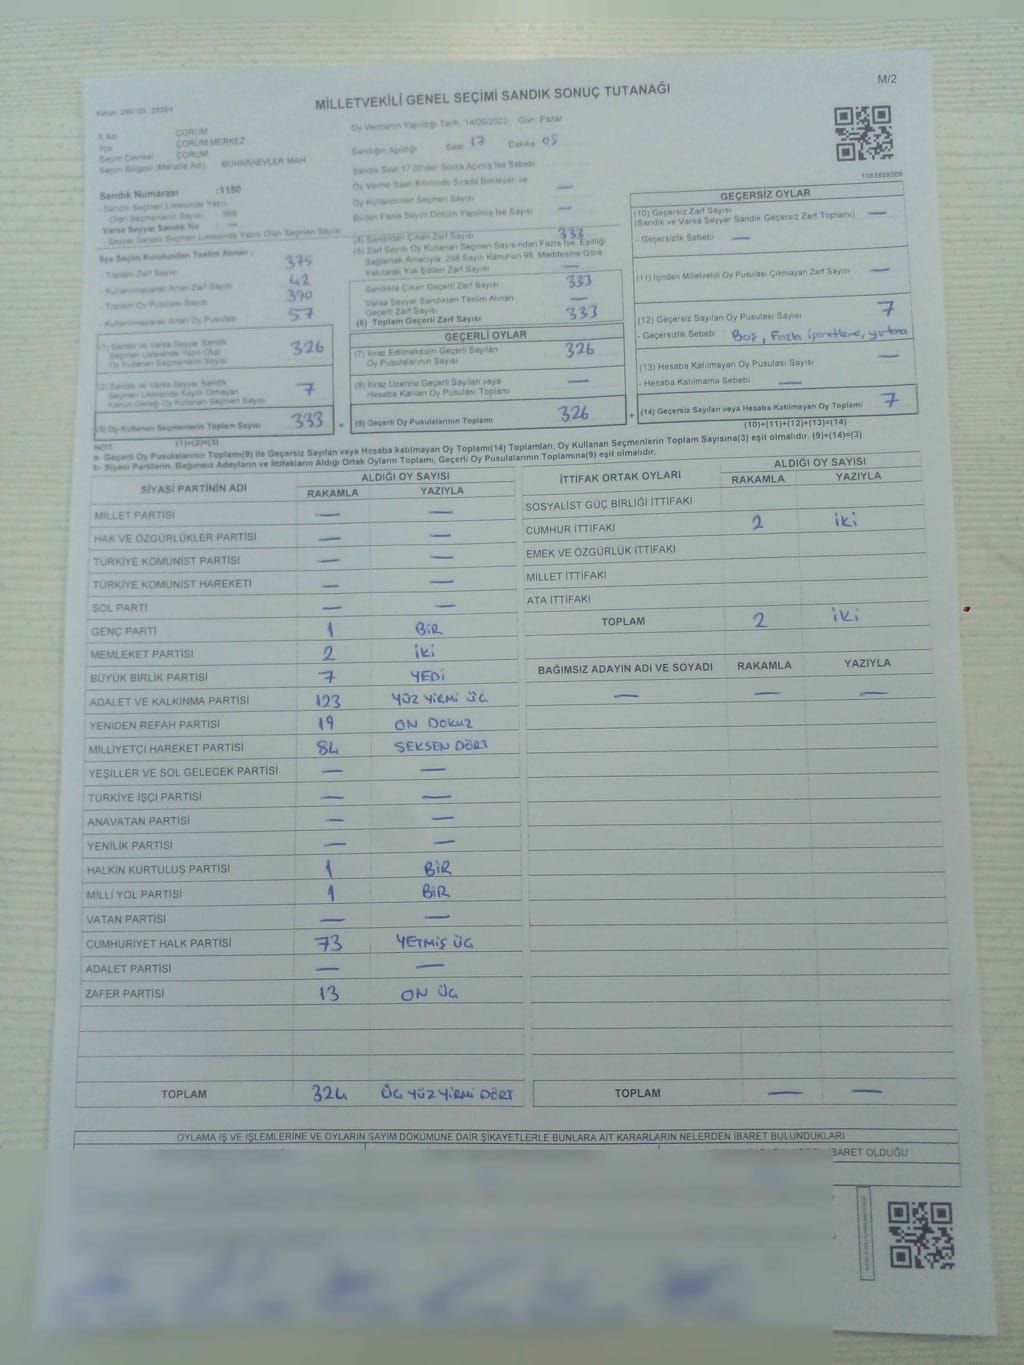 M/2
MİLLETVEKİLİ GENEL SEÇİMİ SANDIK SONUÇ TUTANAĞI
İl Adı ÇORUM
İlçe ÇORUM MERKEZ
Seçim Çevresi ÇORUM
Seçim Bölgesi (Mahalle Adı) BUHARAEVLER MAH
Sandık Numarası :1150
- Sandık Seçmen Listesinde Yazılı
Olan Seçmenlerin Sayısı 368
Varsa Seyyar Sandık No : —
- Seyyar Sandık Seçmen Listesinde Yazılı Olan Seçmen Sayısı
İlçe Seçim Kurulundan Teslim Alınan ;
- Toplam Zarf Sayısı 375
- Kullanılmayarak Artan Zarf Sayısı 42
- Toplam Oy Pusulası Sayısı 390
- Kullanılmayarak Artan Oy Pusulası 57
(1) Sandık ve Varsa Seyyar Sandık
Seçmen Listesinde Yazılı Olup
Oy Kullanan Seçmenlerin Sayısı 326
(2) Sandık ve Varsa Seyyar Sandık
Seçmen Listesinde Kayıtlı Olmayan
Kanun Gereği Oy Kullanan Seçmen Sayısı 7
(3) Oy Kullanan Seçmenlerin Toplam Sayısı 333
(1)+(2)=(3)
Oy Vermenin Yapıldığı Tarih 14/05/2023 Gün Pazar
Sandığın Açıldığı Saat 17 Dakika 05
Sandık Saat 17:00'den Sonra Açılmış İse Sebebi
Oy Verme Saati Bitiminde Sırada Bekleyen ve
Oy Kullandırılan Seçmen Sayısı —
Birden Fazla Sayım Döküm Yapılmış İse Sayısı —
(4) Sandıktan Çıkan Zarf Sayısı 333
(5) Zarf Sayısı Oy Kullanan Seçmen Sayısından Fazla İse, Eşitliği
Sağlamak Amacıyla, 298 Sayılı Kanunun 98. Maddesine Göre
Yakılarak Yok Edilen Zarf Sayısı —
Sandıkta Çıkan Geçerli Zarf Sayısı 333
Varsa Seyyar Sandıktan Teslim Alınan
Geçerli Zarf Sayısı —
(6) Toplam Geçerli Zarf Sayısı 333
GEÇERLİ OYLAR
(7) İtiraz Edilmeksizin Geçerli Sayılan
Oy Pusulalarının Sayısı 326
(8) İtiraz Üzerine Geçerli Sayılan veya
Hesaba Katılan Oy Pusulası Toplamı —
(9) Geçerli Oy Pusulalarının Toplamı 326
1083859509
GEÇERSİZ OYLAR
(10) Geçersiz Zarf Sayısı
(Sandık ve Varsa Seyyar Sandık Geçersiz Zarf Toplamı) —
- Geçersizlik Sebebi : —
(11) İçinden Milletvekili Oy Pusulası Çıkmayan Zarf Sayısı —
(12) Geçersiz Sayılan Oy Pusulası Sayısı 7
- Geçersizlik Sebebi : Boş, Fazla işaretleme, yırtma
(13) Hesaba Katılmayan Oy Pusulası Sayısı —
- Hesaba Katılmama Sebebi —
(14) Geçersiz Sayılan veya Hesaba Katılmayan Oy Toplamı 7
(10)+(11)+(12)+(13)=(14)
NOT:
a- Geçerli Oy Pusulalarının Toplamı(9) ile Geçersiz Sayılan veya Hesaba katılmayan Oy Toplamı(14) Toplamları, Oy Kullanan Seçmenlerin Toplam Sayısına(3) eşit olmalıdır. (9)+(14)=(3)
b- Siyasi Partilerin, Bağımsız Adayların ve İttifakların Aldığı Ortak Oyların Toplamı, Geçerli Oy Pusulalarının Toplamına(9) eşit olmalıdır.
SİYASİ PARTİNİN ADI ALDIĞI OY SAYISI
RAKAMLA YAZIYLA
MİLLET PARTİSİ — —
HAK VE ÖZGÜRLÜKLER PARTİSİ — —
TÜRKİYE KOMÜNİST PARTİSİ — —
TÜRKİYE KOMÜNİST HAREKETİ — —
SOL PARTİ — —
GENÇ PARTİ 1 BİR
MEMLEKET PARTİSİ 2 İKİ
BÜYÜK BİRLİK PARTİSİ 7 YEDİ
ADALET VE KALKINMA PARTİSİ 123 YÜZ YİRMİ ÜÇ
YENİDEN REFAH PARTİSİ 19 ON DOKUZ
MİLLİYETÇİ HAREKET PARTİSİ 84 SEKSEN DÖRT
YEŞİLLER VE SOL GELECEK PARTİSİ — —
TÜRKİYE İŞÇİ PARTİSİ — —
ANAVATAN PARTİSİ — —
YENİLİK PARTİSİ — —
HALKIN KURTULUŞ PARTİSİ 1 BİR
MİLLİ YOL PARTİSİ 1 BİR
VATAN PARTİSİ — —
CUMHURİYET HALK PARTİSİ 73 YETMİŞ ÜÇ
ADALET PARTİSİ — —
ZAFER PARTİSİ 13 ON ÜÇ
TOPLAM 324 ÜÇ YÜZ YİRMİ DÖRT
İTTİFAK ORTAK OYLARI ALDIĞI OY SAYISI
RAKAMLA YAZIYLA
SOSYALİST GÜÇ BİRLİĞİ İTTİFAKI
CUMHUR İTTİFAKI 2 İKİ
EMEK VE ÖZGÜRLÜK İTTİFAKI
MİLLET İTTİFAKI
ATA İTTİFAKI
TOPLAM 2 İKİ
BAĞIMSIZ ADAYIN ADI VE SOYADI RAKAMLA YAZIYLA
— — —
TOPLAM — —
OYLAMA İŞ VE İŞLEMLERİNE VE OYLARIN SAYIM DÖKÜMÜNE DAİR ŞİKAYETLERLE BUNLARA AİT KARARLARIN NELERDEN İBARET BULUNDUKLARI
BARET OLDUĞU